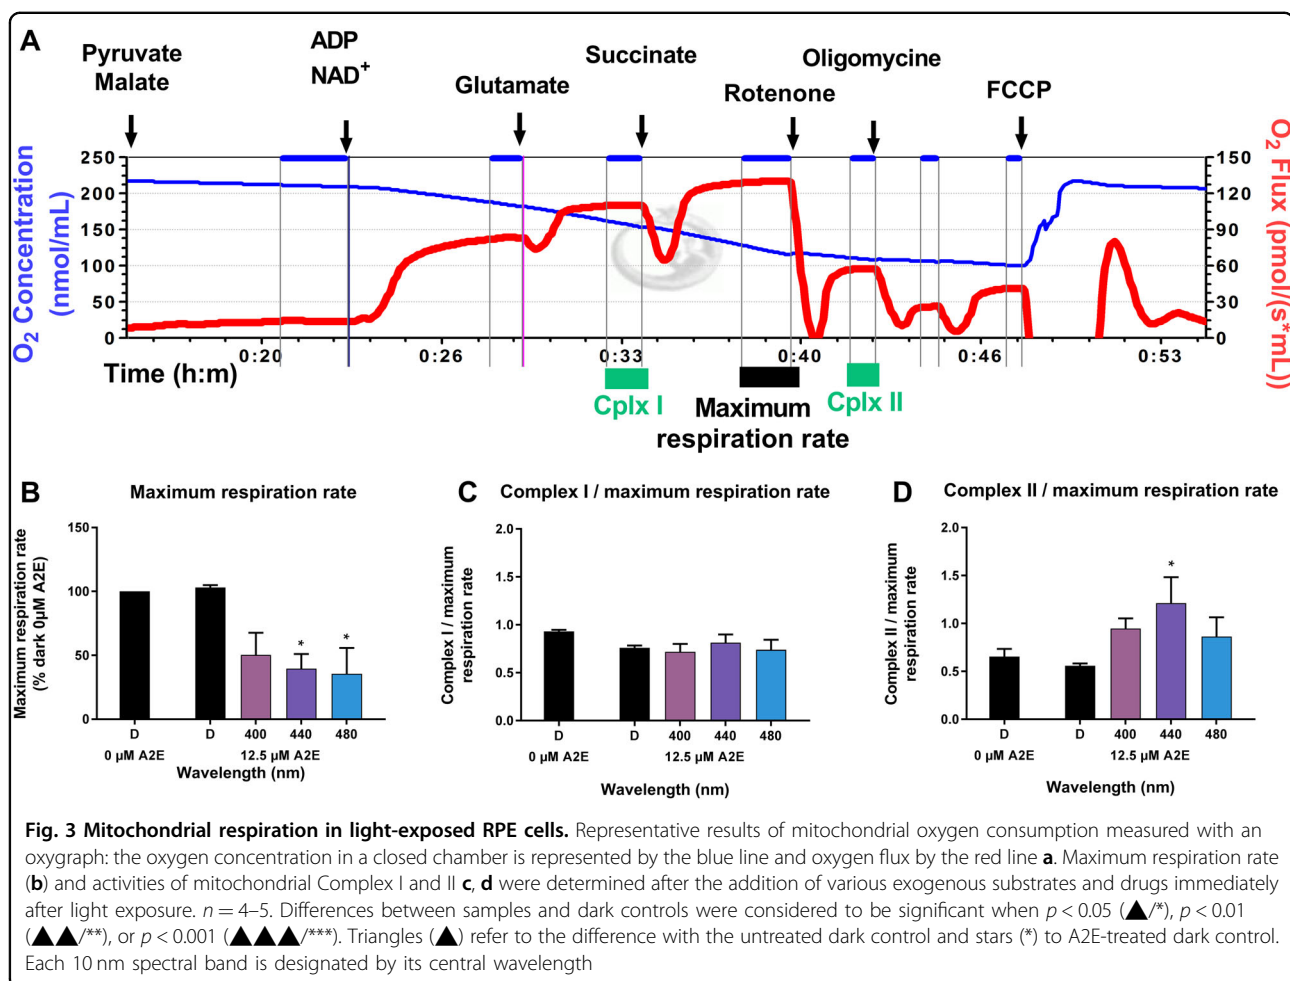 A
Pyruvate
Malate
ADP
NAD+
Glutamate
Succinate
Rotenone
Oligomycine
FCCP
O2 Concentration
(nmol/mL)
250
200
150
100
50
0
150
120
90
60
30
0
O2 Flux (pmol/(s*mL))
0:20 0:26 0:33 0:40 0:46 0:53
Time (h:m)
Cplx I
Maximum
respiration rate
Cplx II
B
Maximum respiration rate
Maximum respiration rate
(% dark 0µM A2E)
150
100
50
0
* *
D D 400 440 480
0 µM A2E 12.5 µM A2E
Wavelength (nm)
C
Complex I / maximum respiration rate
Complex I / maximum
respiration rate
2.0
1.5
1.0
0.5
0.0
D D 400 440 480
0 µM A2E 12.5 µM A2E
Wavelength (nm)
D
Complex II / maximum respiration rate
Complex II / maximum
respiration rate
2.0
1.5
1.0
0.5
0.0
*
D D 400 440 480
0 µM A2E 12.5 µM A2E
Wavelength (nm)
Fig. 3 Mitochondrial respiration in light-exposed RPE cells. Representative results of mitochondrial oxygen consumption measured with an
oxygraph: the oxygen concentration in a closed chamber is represented by the blue line and oxygen flux by the red line a. Maximum respiration rate
(b) and activities of mitochondrial Complex I and II c, d were determined after the addition of various exogenous substrates and drugs immediately
after light exposure. n = 4–5. Differences between samples and dark controls were considered to be significant when p < 0.05 (▲/*), p < 0.01
(▲▲/**), or p < 0.001 (▲▲▲/***). Triangles (▲) refer to the difference with the untreated dark control and stars (*) to A2E-treated dark control.
Each 10 nm spectral band is designated by its central wavelength